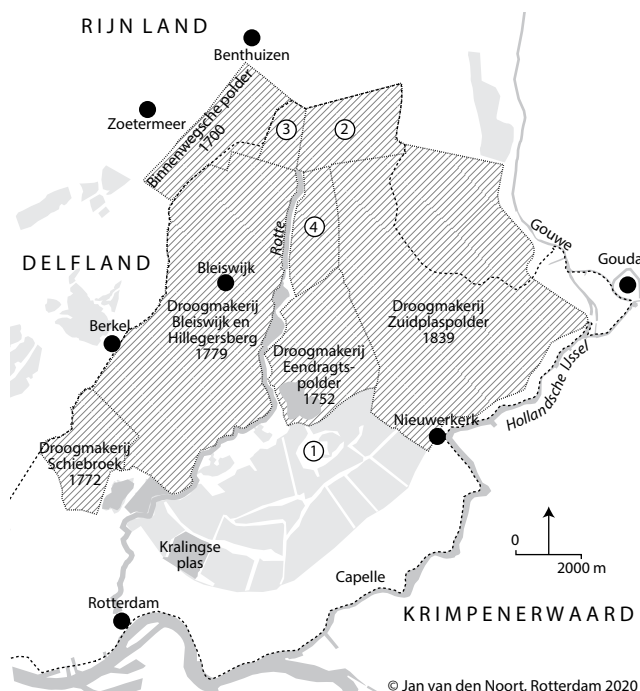 RIJNLAND
Benthuizen
Zoetermeer
Binnenwegsche polder
1700
3
2
4
Rotte
Gouwe
Gouda
DELFLAND
Bleiswijk
Droogmakerij
Bleiswijk en
Hillegersberg
1779
Droogmakerij
Zuidplaspolder
1839
Berkel
Droogmakerij
Eendragts-
polder
1752
Hollandsche IJssel
Nieuwerkerk
1
Droogmakerij
Schiebroek
1772
Kralingse
plas
0
2000 m
Capelle
Rotterdam
KRIMPENERWAARD
© Jan van den Noort, Rotterdam 2020